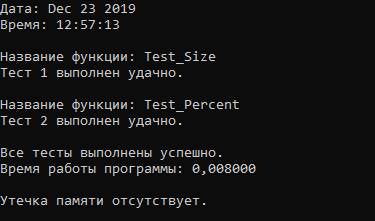 Дата: Dec 23 2019
Время: 12:57:13
Название функции: Test_Size
Тест 1 выполнен удачно.
Название функции: Test_Percent
Тест 2 выполнен удачно.
Все тесты выполнены успешно.
Время работы программы: 0,008000
Утечка памяти отсутствует.